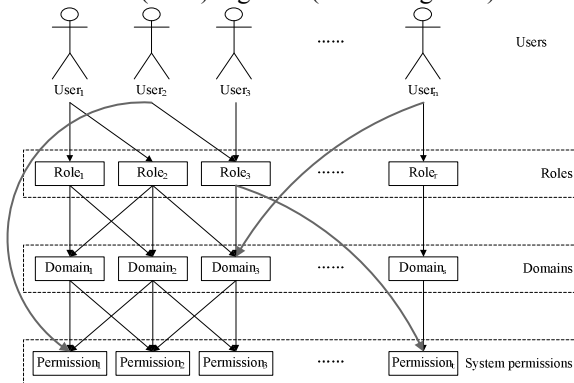 ...... Users
User₁ User₂ User₃ Userₙ
Role₁ Role₂ Role₃ ...... Roleᵣ Roles
Domain₁ Domain₂ Domain₃ ...... Domainₛ Domains
Permission₁ Permission₂ Permission₃ ...... Permissionₜ System permissions